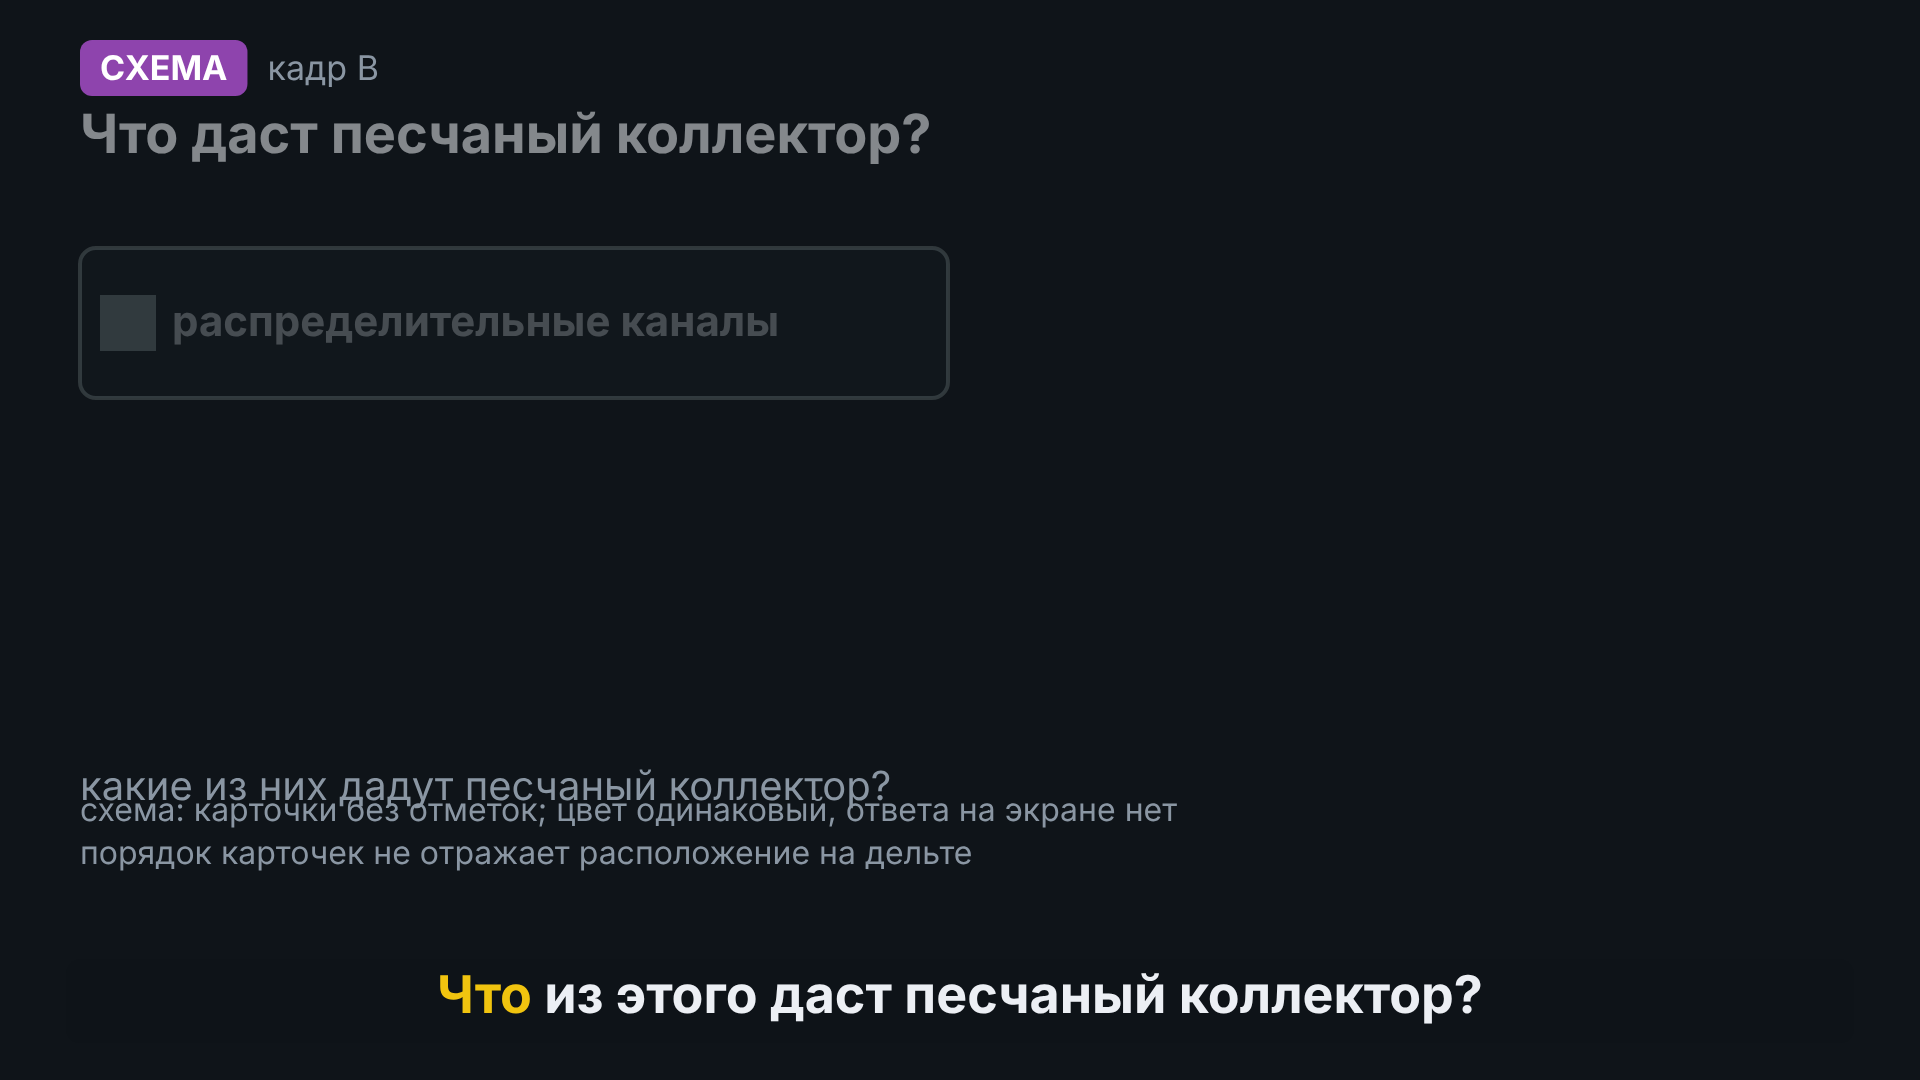 СХЕМА кадр В
Что даст песчаный коллектор?
распределительные каналы
какие из них дадут песчаный коллектор?
схема: карточки без отметок; цвет одинаковый, ответа на экране нет
порядок карточек не отражает расположение на дельте
Что из этого даст песчаный коллектор?